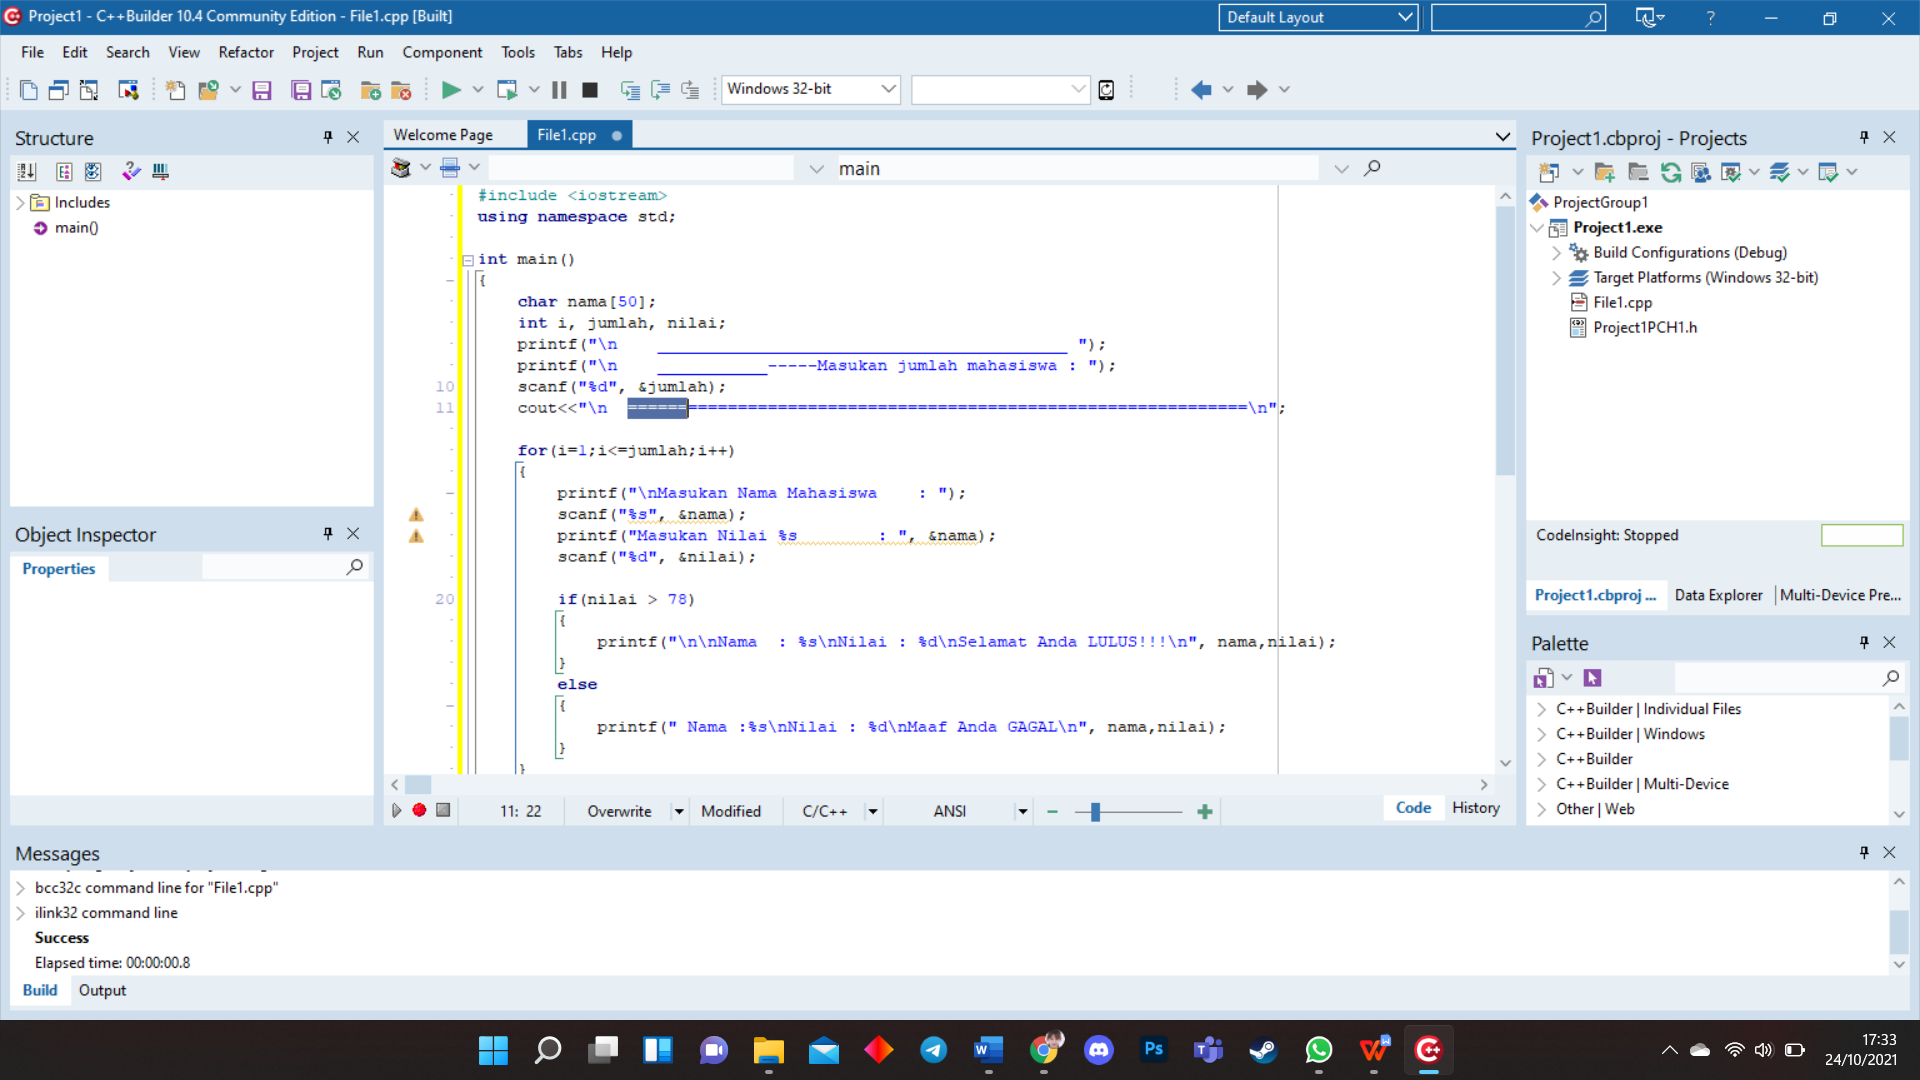 Project1 - C++Builder 10.4 Community Edition - File1.cpp [Built]
Default Layout
?
File Edit Search View Refactor Project Run Component Tools Tabs Help
Windows 32-bit
Structure
Includes
main()
Object Inspector
Properties
Welcome Page File1.cpp
main
#include <iostream>
using namespace std;
int main()
{
char nama[50];
int i, jumlah, nilai;
printf("\n    _________________________________________ ");
printf("\n    ___________-----Masukan jumlah mahasiswa : ");
10 scanf("%d", &jumlah);
11 cout<<"\n  ==============================================================\n";
for(i=1;i<=jumlah;i++)
{
printf("\nMasukan Nama Mahasiswa    : ");
scanf("%s", &nama);
printf("Masukan Nilai %s        : ", &nama);
scanf("%d", &nilai);
20 if(nilai > 78)
{
printf("\n\nNama  : %s\nNilai : %d\nSelamat Anda LULUS!!!\n", nama,nilai);
}
else
{
printf(" Nama :%s\nNilai : %d\nMaaf Anda GAGAL\n", nama,nilai);
}
}
11: 22 Overwrite Modified C/C++ ANSI
Code History
Project1.cbproj - Projects
ProjectGroup1
Project1.exe
Build Configurations (Debug)
Target Platforms (Windows 32-bit)
File1.cpp
Project1PCH1.h
CodeInsight: Stopped
Project1.cbproj ... Data Explorer Multi-Device Pre...
Palette
C++Builder | Individual Files
C++Builder | Windows
C++Builder
C++Builder | Multi-Device
Other | Web
Messages
bcc32c command line for "File1.cpp"
ilink32 command line
Success
Elapsed time: 00:00:00.8
Build Output
17:33
24/10/2021